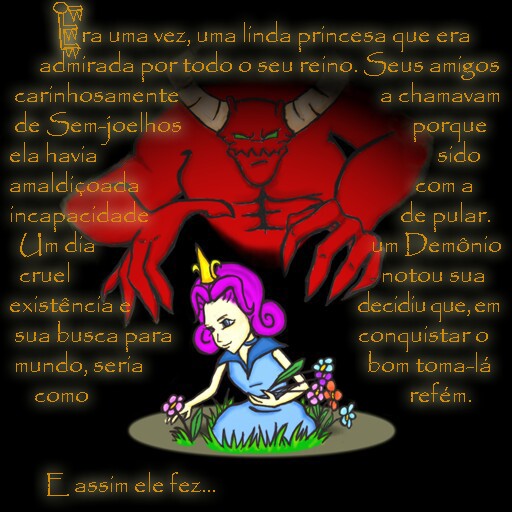 Era uma vez, uma linda princesa que era
admirada por todo o seu reino. Seus amigos
carinhosamente a chamavam
de Sem-joelhos porque
ela havia sido
amaldiçoada com a
incapacidade de pular.
Um dia um Demônio
cruel notou sua
existência e decidiu que, em
sua busca para conquistar o
mundo, seria bom toma-lá
como refém.
E assim ele fez...